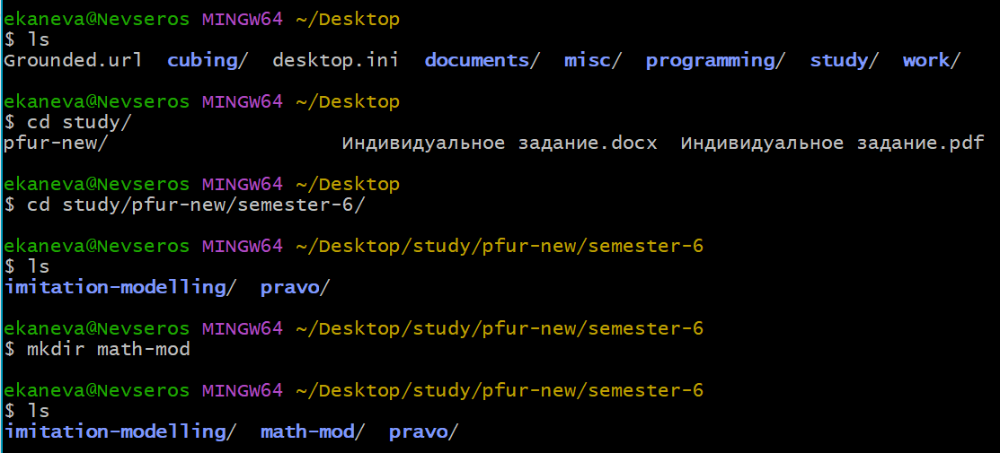 ekaneva@Nevseros MINGW64 ~/Desktop
$ ls
Grounded.url  cubing/  desktop.ini  documents/  misc/  programming/  study/  work/
ekaneva@Nevseros MINGW64 ~/Desktop
$ cd study/
pfur-new/                    Индивидуальное задание.docx  Индивидуальное задание.pdf
ekaneva@Nevseros MINGW64 ~/Desktop
$ cd study/pfur-new/semester-6/
ekaneva@Nevseros MINGW64 ~/Desktop/study/pfur-new/semester-6
$ ls
imitation-modelling/  pravo/
ekaneva@Nevseros MINGW64 ~/Desktop/study/pfur-new/semester-6
$ mkdir math-mod
ekaneva@Nevseros MINGW64 ~/Desktop/study/pfur-new/semester-6
$ ls
imitation-modelling/  math-mod/  pravo/